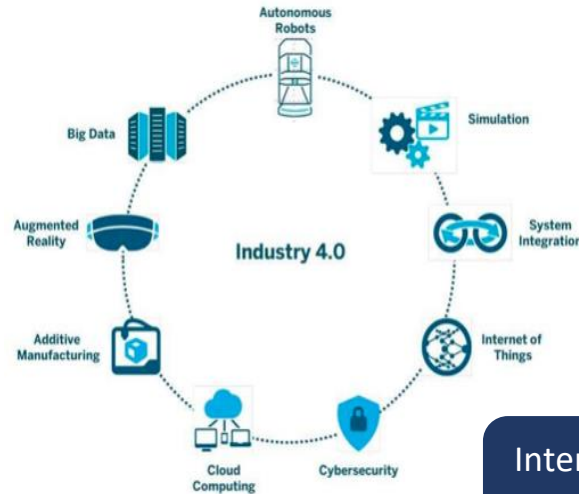 Autonomous
Robots
Simulation
System
Integration
Internet of
Things
Cybersecurity
Cloud
Computing
Additive
Manufacturing
Augmented
Reality
Big Data
Industry 4.0